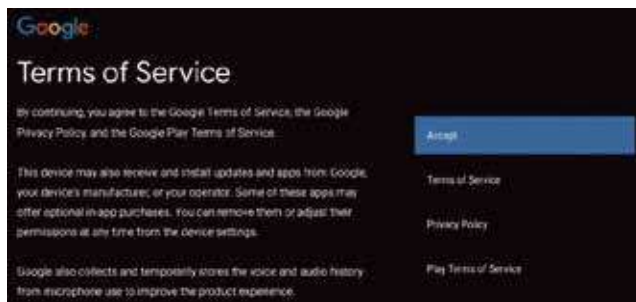 Google
Terms of Service
By continuing, you agree to the Google Terms of Service, the Google
Privacy Policy, and the Google Play Terms of Service.
This device may also receive and install updates and apps from Google,
your device's manufacturer, or your operator. Some of these apps may
offer optional in-app purchases. You can remove them or adjust their
permissions at any time from the device settings.
Google also collects and temporarily stores the voice and audio history
from microphone use to improve the product experience.
Accept
Terms of Service
Privacy Policy
Play Terms of Service